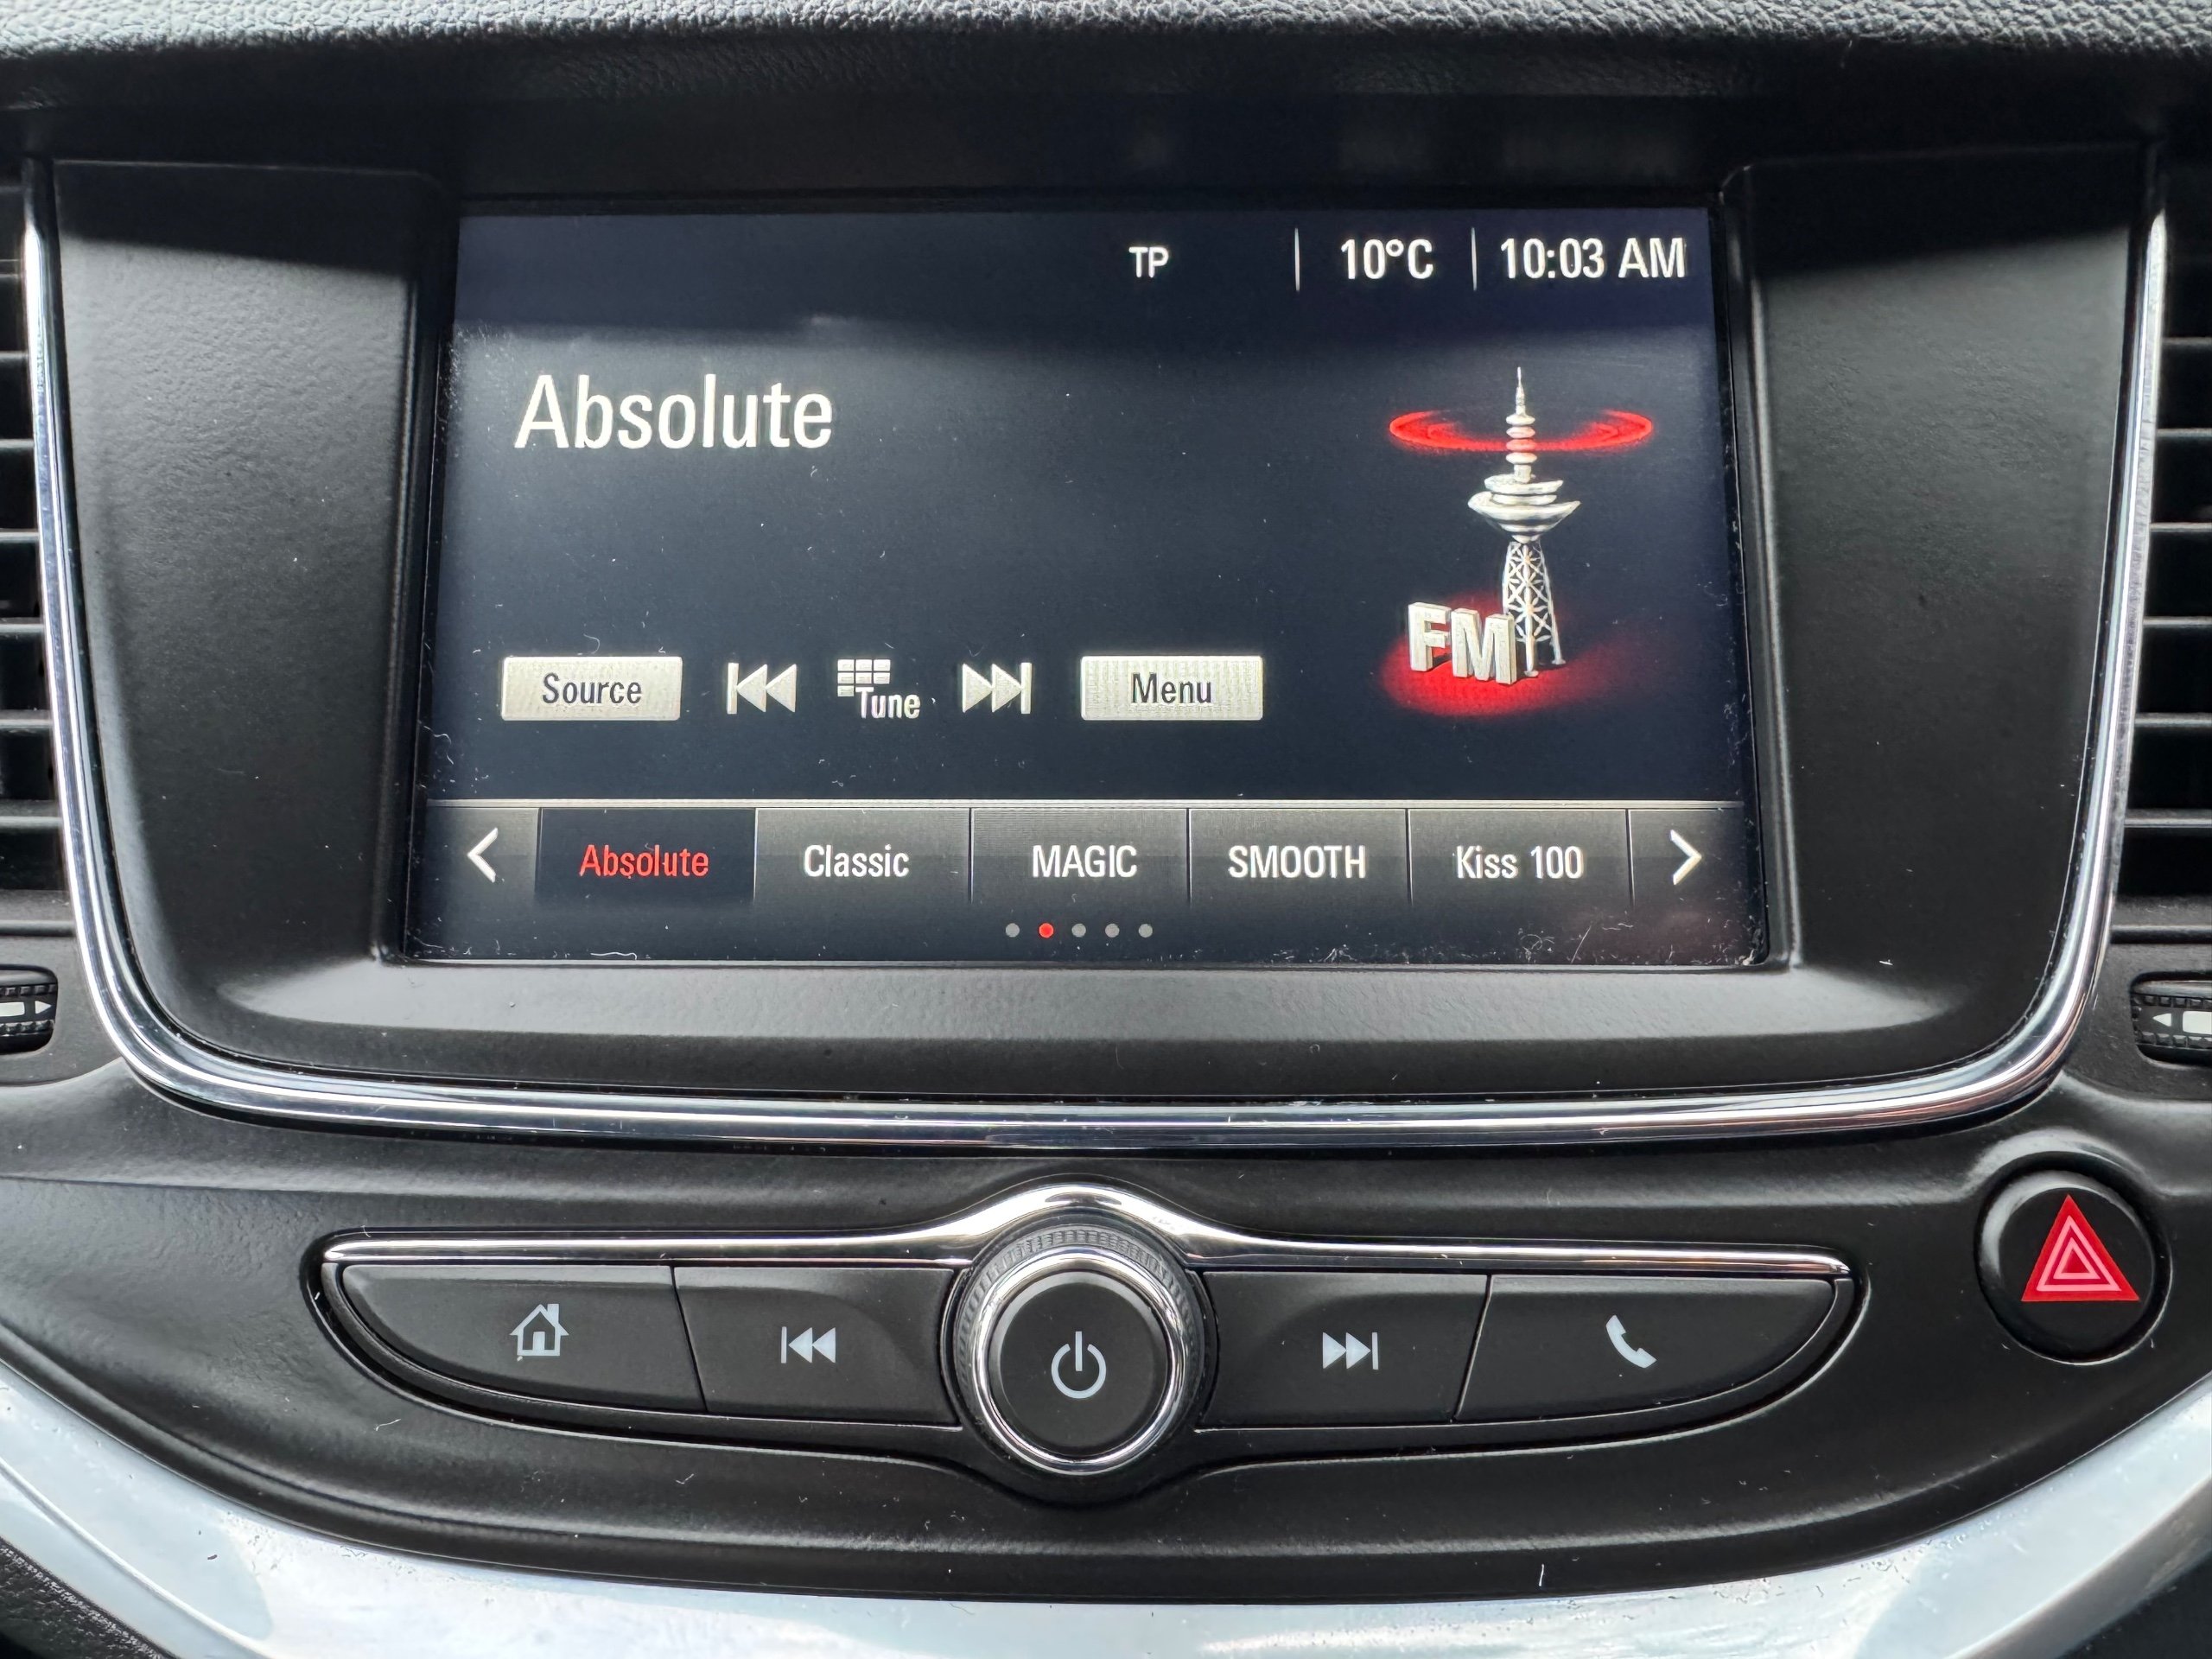 TP 10°C 10:03 AM
Absolute
FM
Source Tune Menu
Absolute Classic MAGIC SMOOTH Kiss 100